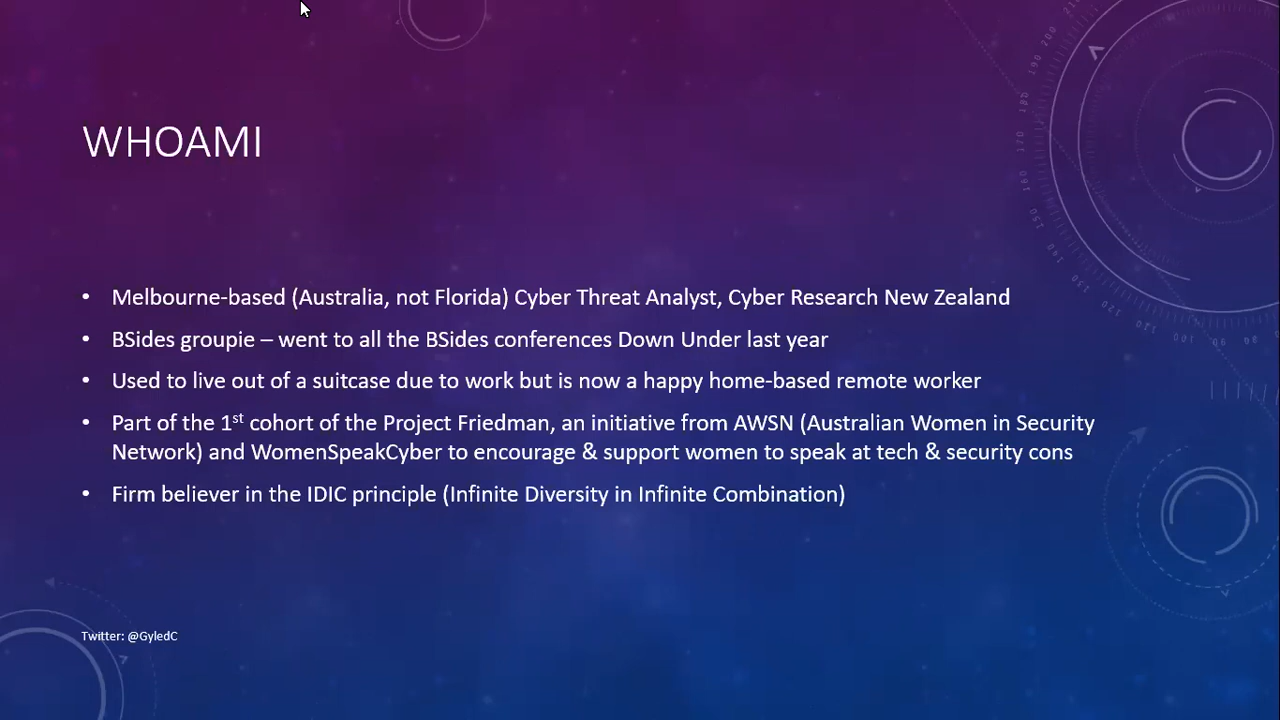 WHOAMI
• Melbourne-based (Australia, not Florida) Cyber Threat Analyst, Cyber Research New Zealand
• BSides groupie – went to all the BSides conferences Down Under last year
• Used to live out of a suitcase due to work but is now a happy home-based remote worker
• Part of the 1st cohort of the Project Friedman, an initiative from AWSN (Australian Women in Security
Network) and WomenSpeakCyber to encourage & support women to speak at tech & security cons
• Firm believer in the IDIC principle (Infinite Diversity in Infinite Combination)
Twitter: @GyledC